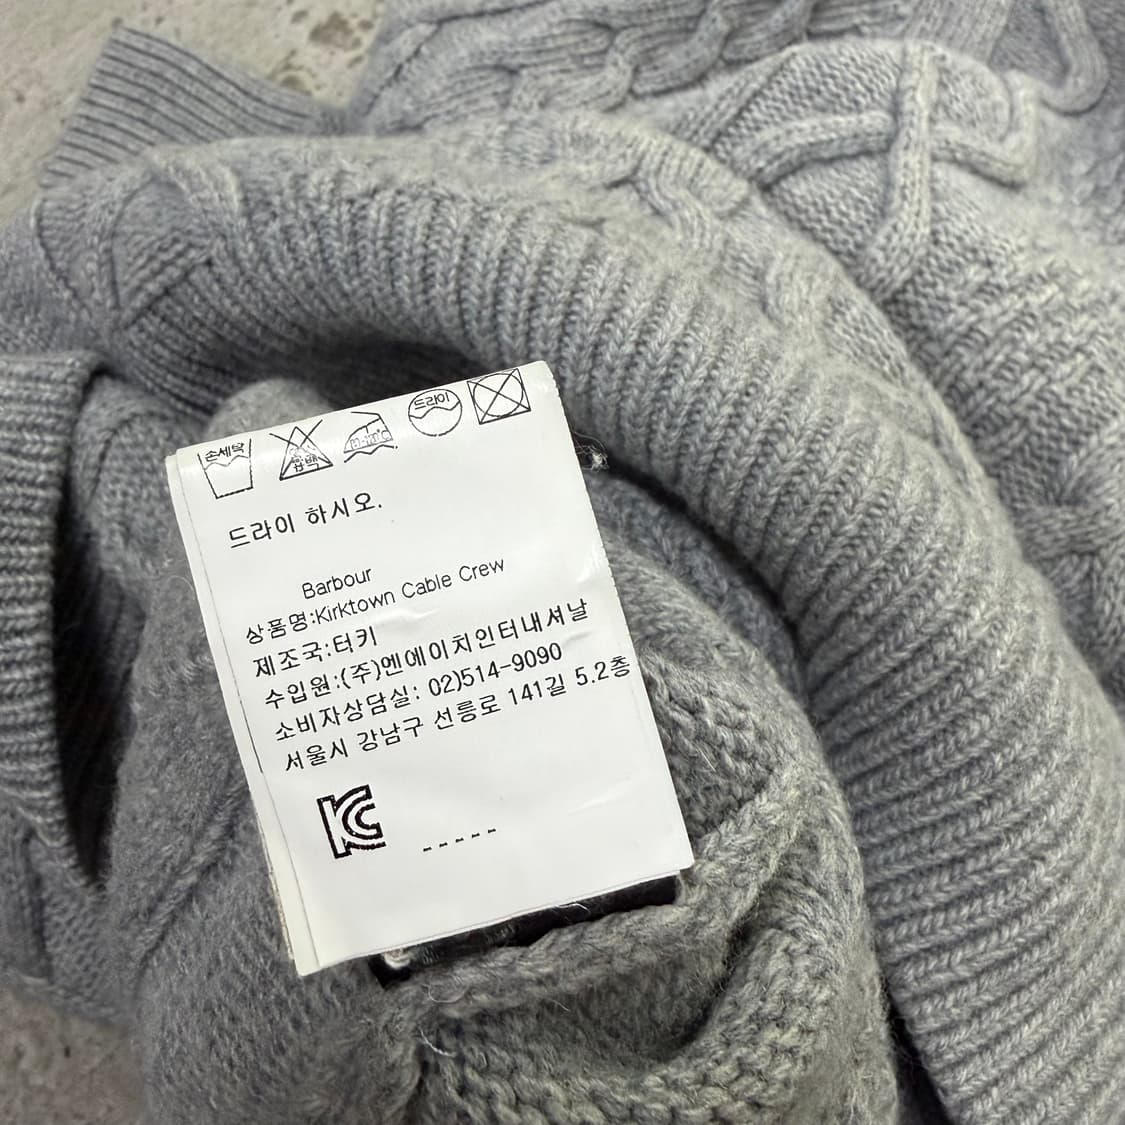 손세탁
표백
드라이
드라이 하시오.
Barbour
상품명:Kirktown Cable Crew
제조국:터키
수입원:(주)엔에이치인터내셔날
소비자상담실: 02)514-9090
서울시 강남구 선릉로 141길 5.2층
KC
-----